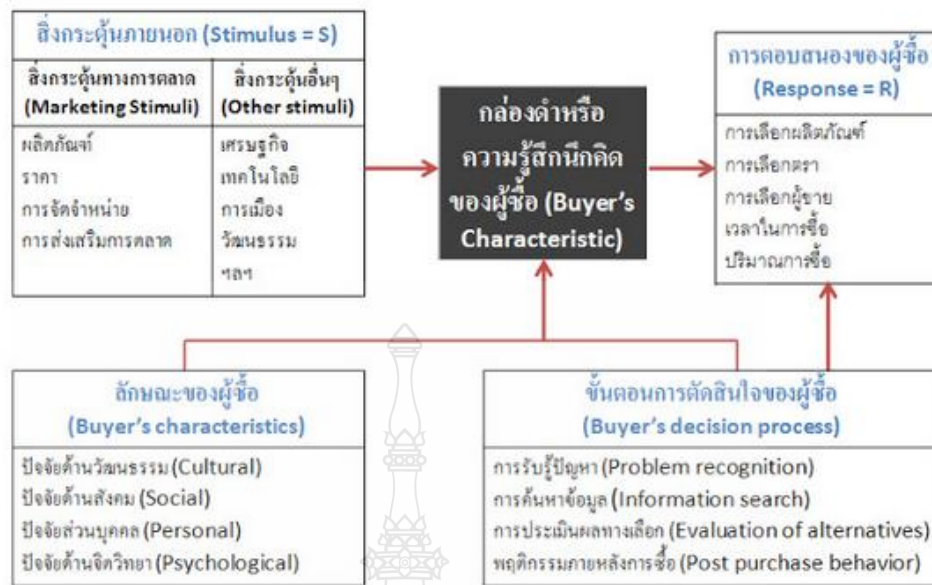 สิ่งกระตุ้นภายนอก (Stimulus = S)
สิ่งกระตุ้นทางการตลาด
(Marketing Stimuli)
ผลิตภัณฑ์
ราคา
การจัดจำหน่าย
การส่งเสริมการตลาด
สิ่งกระตุ้นอื่นๆ
(Other stimuli)
เศรษฐกิจ
เทคโนโลยี
การเมือง
วัฒนธรรม
ฯลฯ
กล่องดำหรือ
ความรู้สึกนึกคิด
ของผู้ซื้อ (Buyer's
Characteristic)
การตอบสนองของผู้ซื้อ
(Response = R)
การเลือกผลิตภัณฑ์
การเลือกตรา
การเลือกผู้ขาย
เวลาในการซื้อ
ปริมาณการซื้อ
ลักษณะของผู้ซื้อ
(Buyer's characteristics)
ปัจจัยด้านวัฒนธรรม (Cultural)
ปัจจัยด้านสังคม (Social)
ปัจจัยส่วนบุคคล (Personal)
ปัจจัยด้านจิตวิทยา (Psychological)
ขั้นตอนการตัดสินใจของผู้ซื้อ
(Buyer's decision process)
การรับรู้ปัญหา (Problem recognition)
การค้นหาข้อมูล (Information search)
การประเมินผลทางเลือก (Evaluation of alternatives)
พฤติกรรมภายหลังการซื้อ (Post purchase behavior)